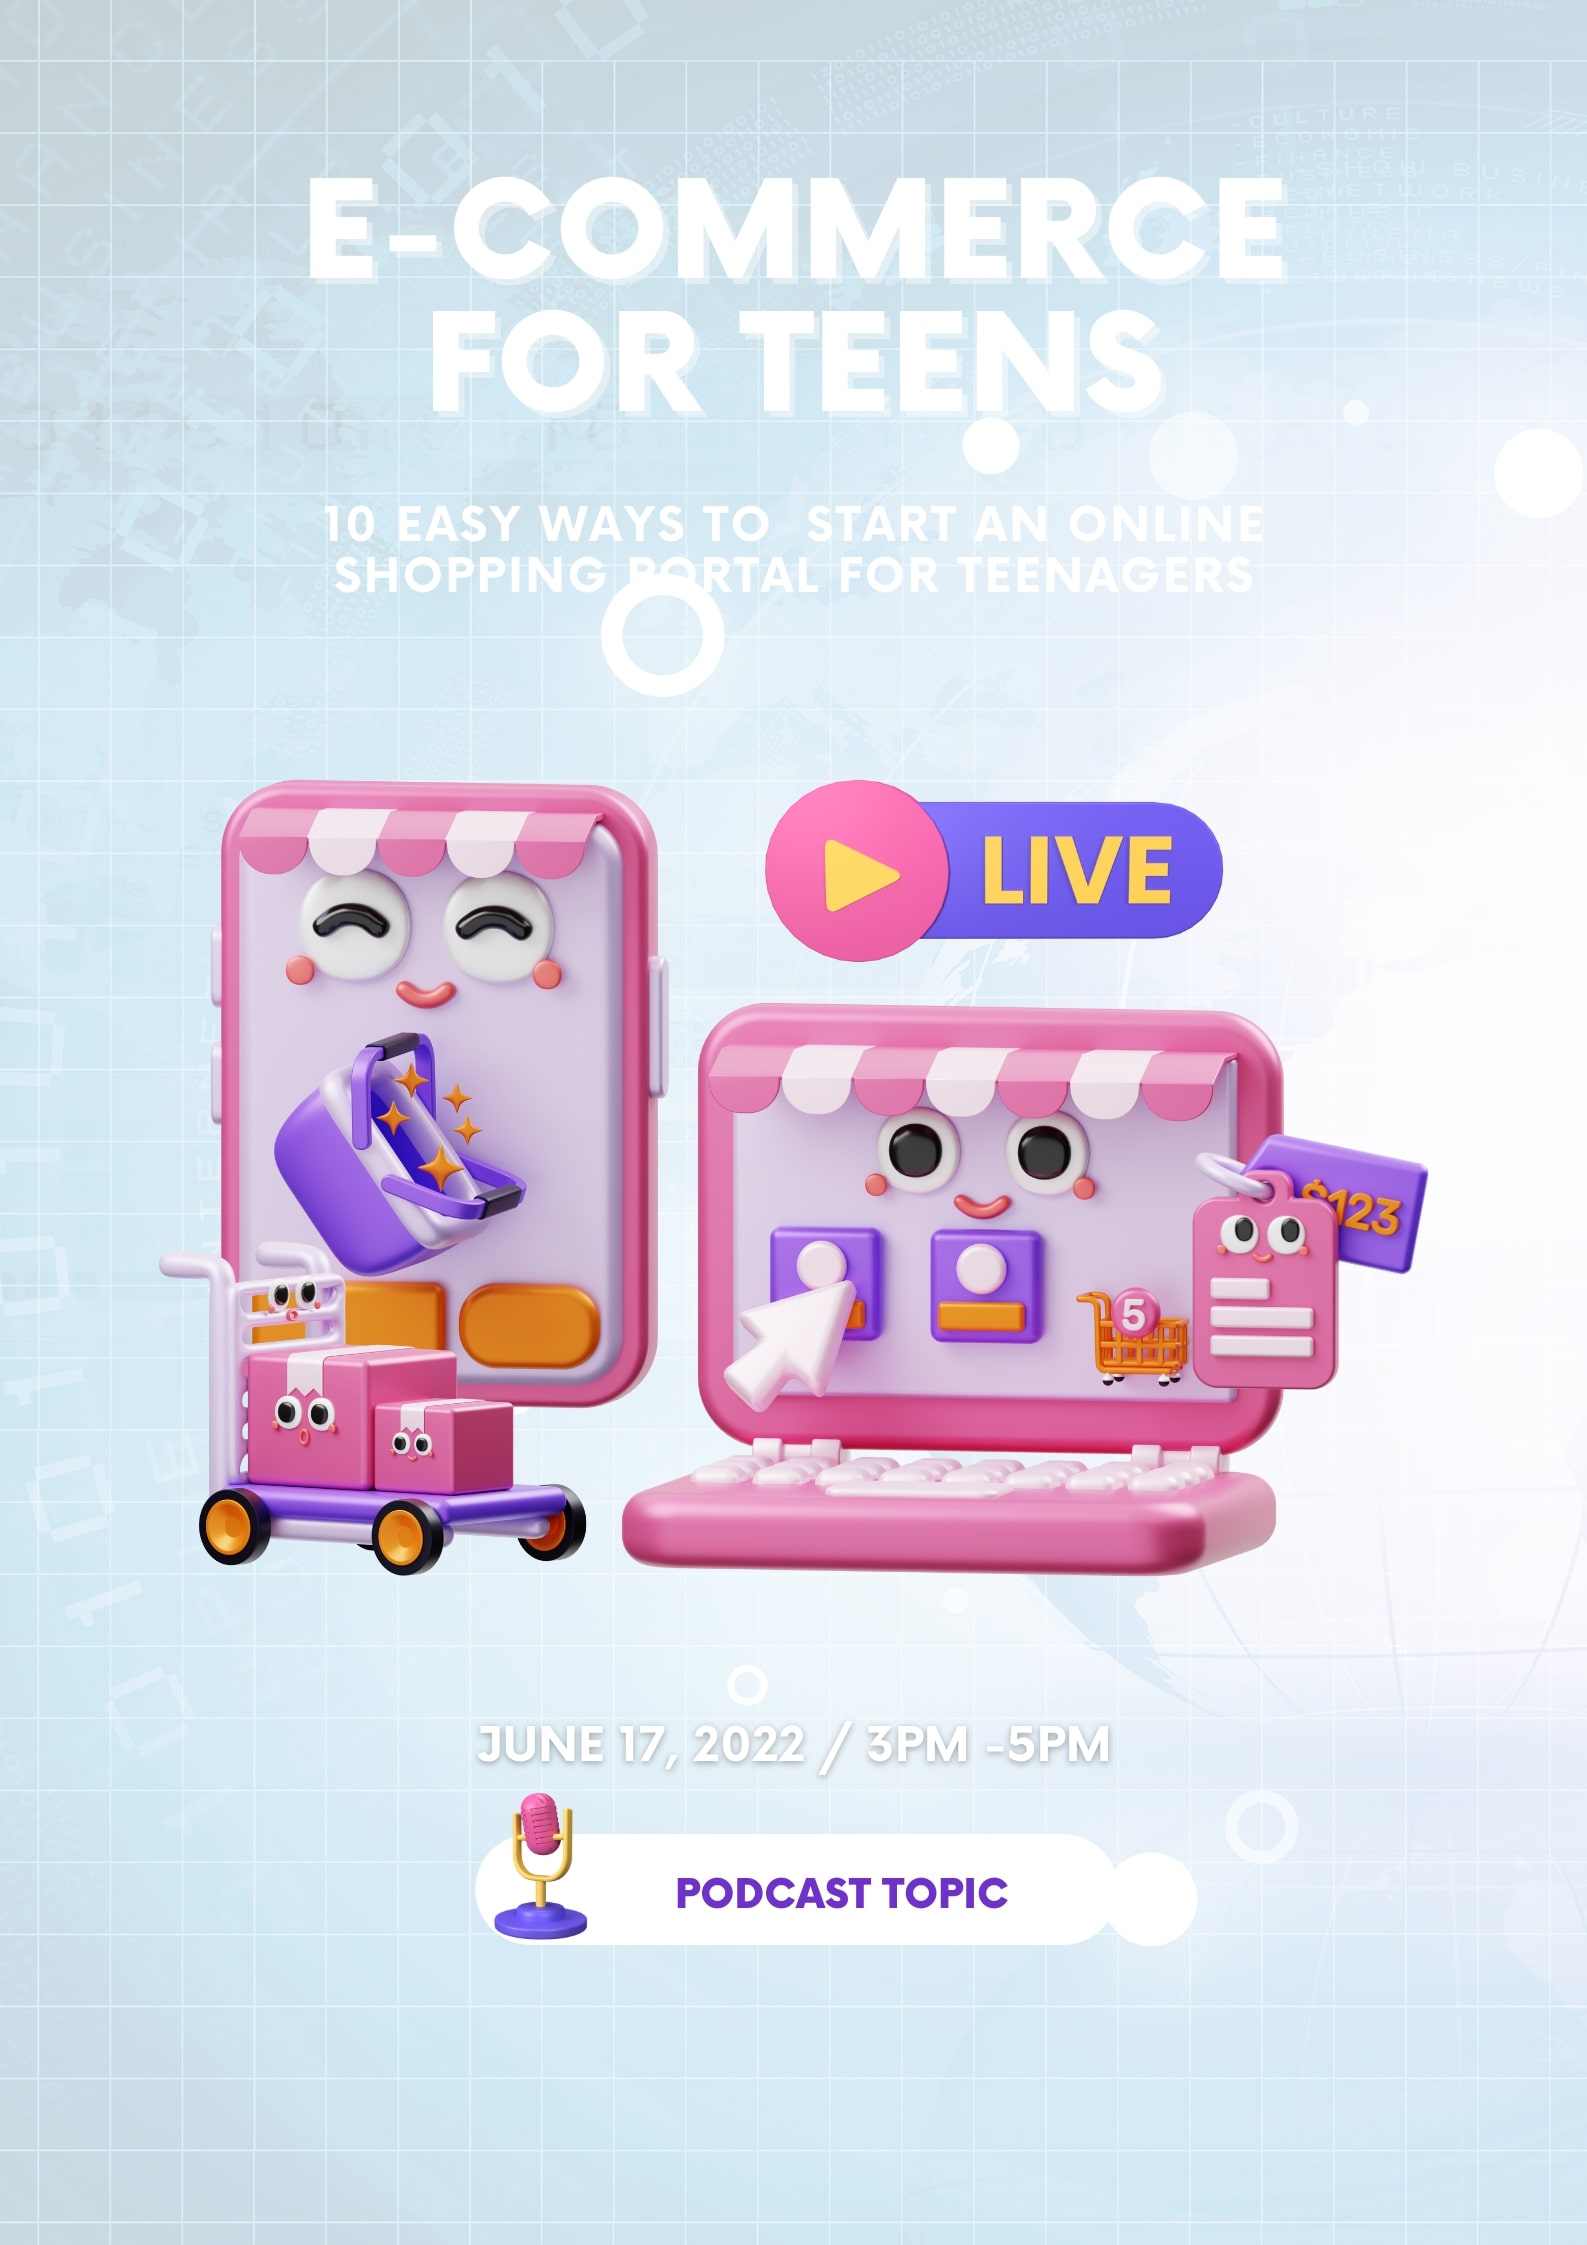 E-COMMERCE
FOR TEENS
10 EASY WAYS TO START AN ONLINE
SHOPPING PORTAL FOR TEENAGERS
LIVE
$123
5
JUNE 17, 2022 / 3PM -5PM
PODCAST TOPIC